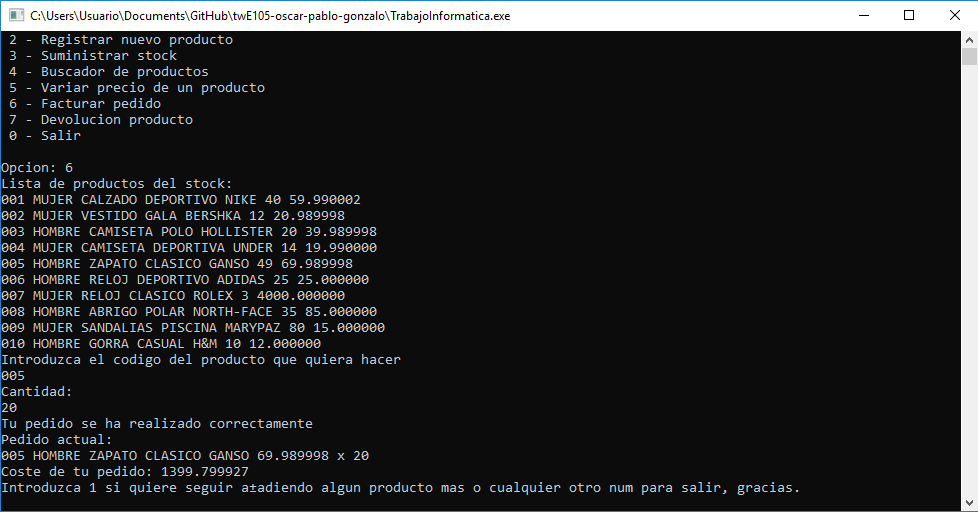 C:\Users\Usuario\Documents\GitHub\twE105-oscar-pablo-gonzalo\TrabajoInformatica.exe
2 - Registrar nuevo producto
3 - Suministrar stock
4 - Buscador de productos
5 - Variar precio de un producto
6 - Facturar pedido
7 - Devolucion producto
0 - Salir
Opcion: 6
Lista de productos del stock:
001 MUJER CALZADO DEPORTIVO NIKE 40 59.990002
002 MUJER VESTIDO GALA BERSHKA 12 20.989998
003 HOMBRE CAMISETA POLO HOLLISTER 20 39.989998
004 MUJER CAMISETA DEPORTIVA UNDER 14 19.990000
005 HOMBRE ZAPATO CLASICO GANSO 49 69.989998
006 HOMBRE RELOJ DEPORTIVO ADIDAS 25 25.000000
007 MUJER RELOJ CLASICO ROLEX 3 4000.000000
008 HOMBRE ABRIGO POLAR NORTH-FACE 35 85.000000
009 MUJER SANDALIAS PISCINA MARYPAZ 80 15.000000
010 HOMBRE GORRA CASUAL H&M 10 12.000000
Introduzca el codigo del producto que quiera hacer
005
Cantidad:
20
Tu pedido se ha realizado correctamente
Pedido actual:
005 HOMBRE ZAPATO CLASICO GANSO 69.989998 x 20
Coste de tu pedido: 1399.799927
Introduzca 1 si quiere seguir a±adiendo algun producto mas o cualquier otro num para salir, gracias.